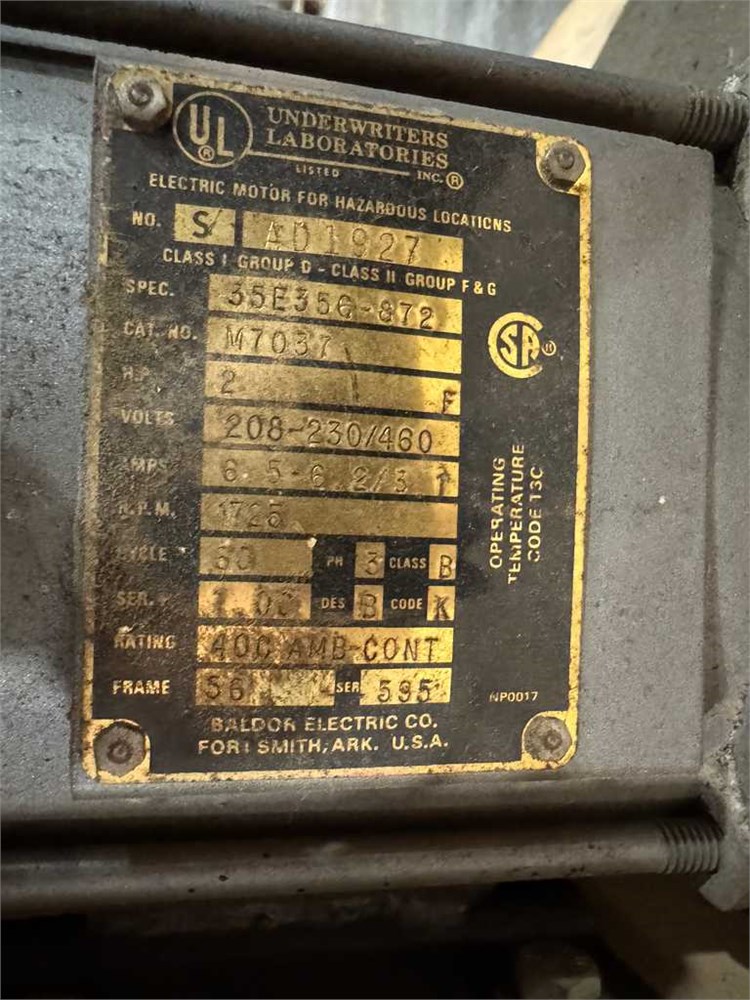 UL ®
UNDERWRITERS
LABORATORIES
LISTED INC.®
ELECTRIC MOTOR FOR HAZARDOUS LOCATIONS
NO. S AD1927
CLASS I GROUP D - CLASS II GROUP F & G
SPEC. 35E356-872
CAT. NO. M7037
H.P. 2 F
VOLTS 208-230/460
AMPS 6.5-6.2/3.1
R.P.M. 1725
CYCLE 60 PH 3 CLASS B
SER. F 1.00 DES B CODE K
RATING 40C AMB-CONT
FRAME 56 SER 595
BALDOR ELECTRIC CO.
FORT SMITH, ARK. U.S.A.
SA ®
OPERATING
TEMPERATURE
CODE T3C
NP0017